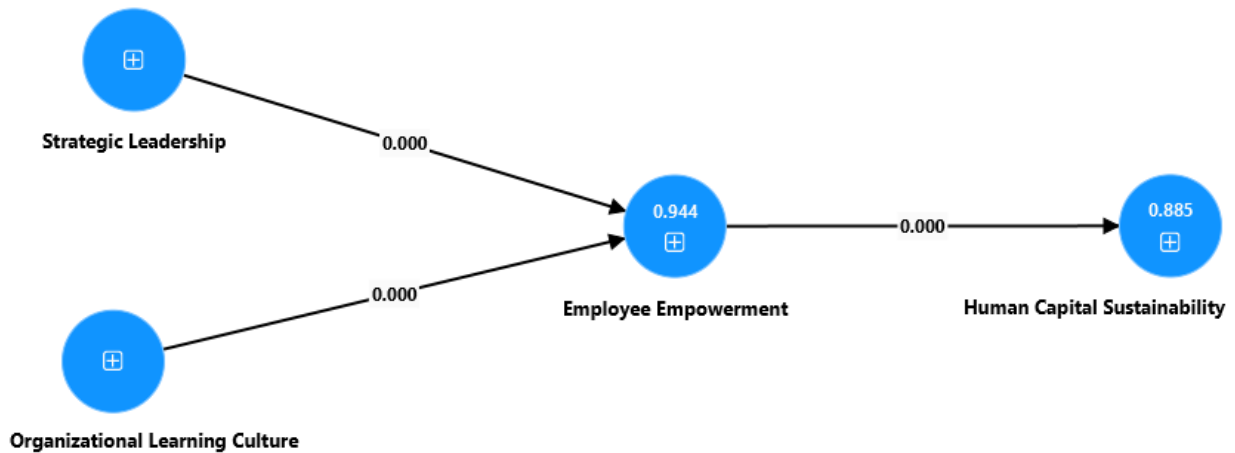 Strategic Leadership
0.000
0.944
0.885
0.000
0.000
Employee Empowerment
Human Capital Sustainability
Organizational Learning Culture